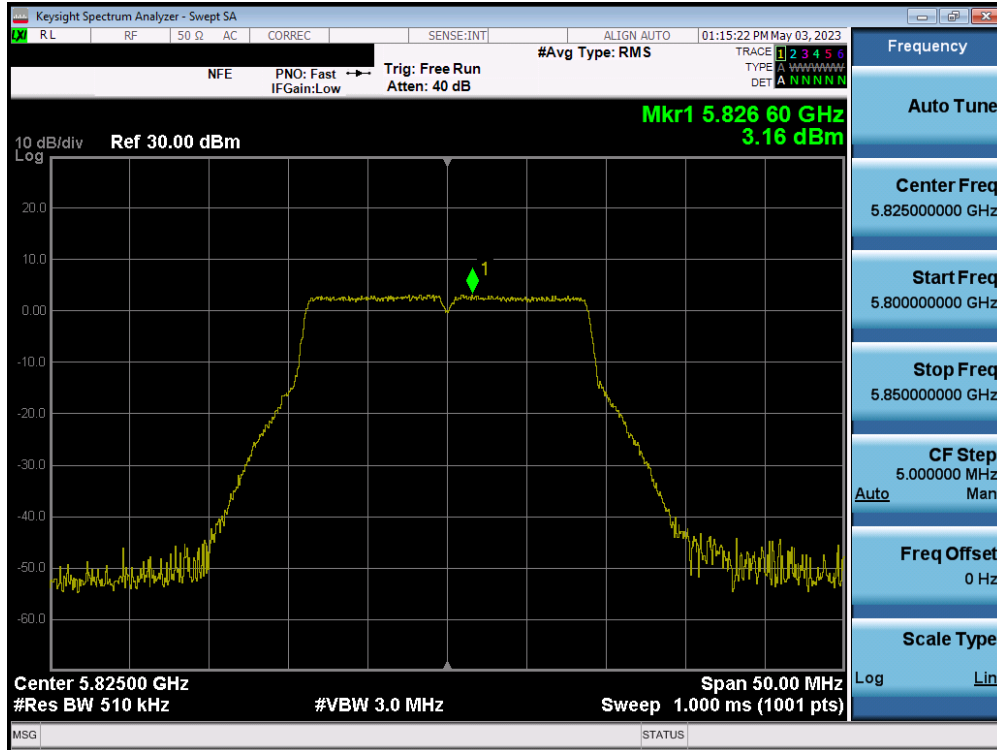 Keysight Spectrum Analyzer - Swept SA
LXI RL RF 50 Ω AC CORREC SENSE:INT ALIGN AUTO 01:15:22 PM May 03, 2023
NFE PNO: Fast Trig: Free Run #Avg Type: RMS TRACE 1 2 3 4 5 6
TYPE A WWWWW
IFGain:Low Atten: 40 dB DET A N N N N N
Mkr1 5.826 60 GHz
3.16 dBm
10 dB/div Ref 30.00 dBm
Log
20.0
10.0
1
0.00
-10.0
-20.0
-30.0
-40.0
-50.0
-60.0
Center 5.82500 GHz Span 50.00 MHz
#Res BW 510 kHz #VBW 3.0 MHz Sweep 1.000 ms (1001 pts)
MSG STATUS
Frequency
Auto Tune
Center Freq
5.825000000 GHz
Start Freq
5.800000000 GHz
Stop Freq
5.850000000 GHz
CF Step
5.000000 MHz
Auto Man
Freq Offset
0 Hz
Scale Type
Log Lin